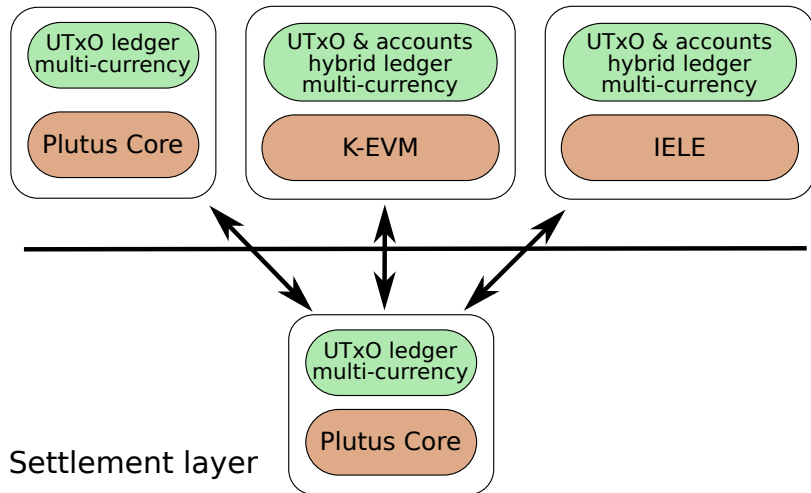 UTxO ledger
multi-currency
Plutus Core
UTxO & accounts
hybrid ledger
multi-currency
K-EVM
UTxO & accounts
hybrid ledger
multi-currency
IELE
UTxO ledger
multi-currency
Plutus Core
Settlement layer